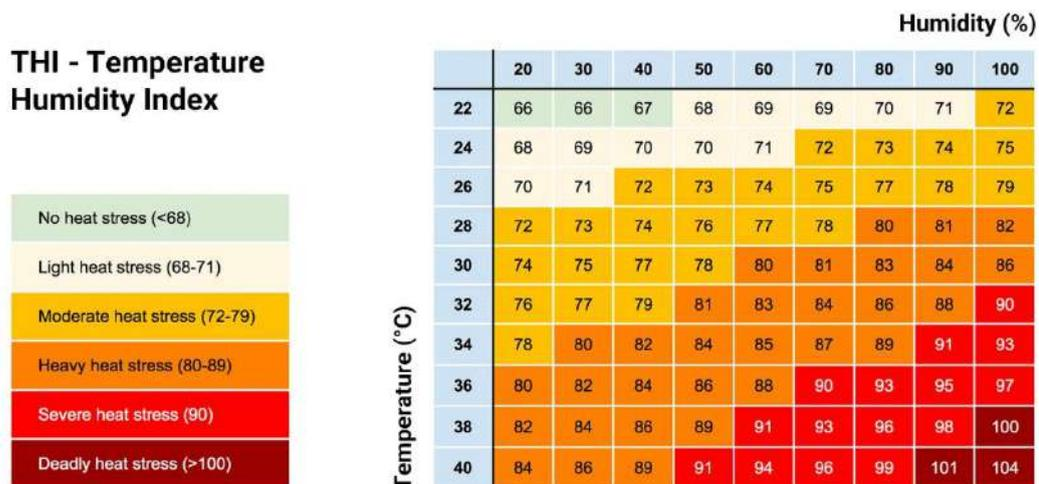 Humidity (%)
THI - Temperature
Humidity Index
20 30 40 50 60 70 80 90 100
22 66 66 67 68 69 69 70 71 72
24 68 69 70 70 71 72 73 74 75
26 70 71 72 73 74 75 77 78 79
28 72 73 74 76 77 78 80 81 82
30 74 75 77 78 80 81 83 84 86
32 76 77 79 81 83 84 86 88 90
34 78 80 82 84 85 87 89 91 93
36 80 82 84 86 88 90 93 95 97
38 82 84 86 89 91 93 96 98 100
40 84 86 89 91 94 96 99 101 104
No heat stress (<68)
Light heat stress (68-71)
Moderate heat stress (72-79)
Heavy heat stress (80-89)
Severe heat stress (90)
Deadly heat stress (>100)
Temperature (°C)